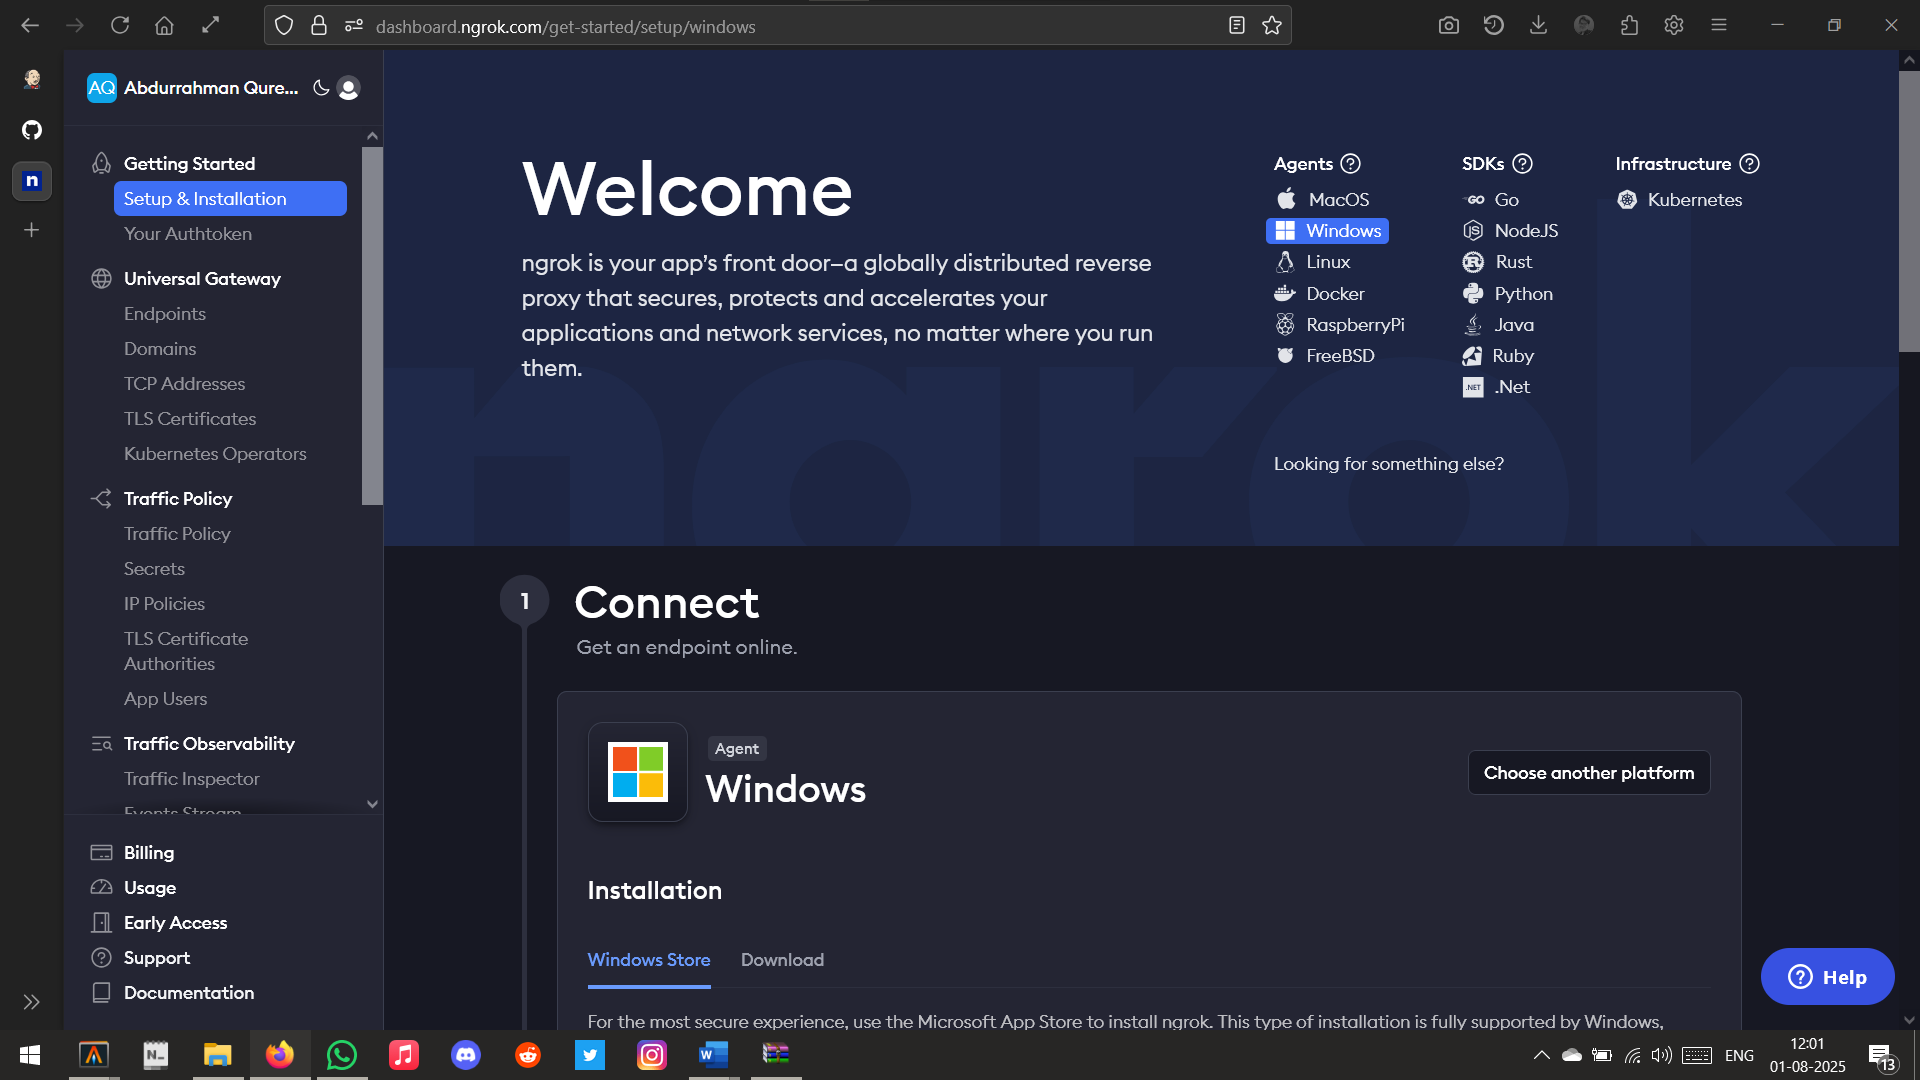 dashboard.ngrok.com/get-started/setup/windows
AQ Abdurrahman Qure...
Getting Started
Setup & Installation
Your Authtoken
Universal Gateway
Endpoints
Domains
TCP Addresses
TLS Certificates
Kubernetes Operators
Traffic Policy
Traffic Policy
Secrets
IP Policies
TLS Certificate
Authorities
App Users
Traffic Observability
Traffic Inspector
Events Stream
Billing
Usage
Early Access
Support
Documentation
Welcome
ngrok is your app’s front door—a globally distributed reverse
proxy that secures, protects and accelerates your
applications and network services, no matter where you run
them.
Agents
MacOS
Windows
Linux
Docker
RaspberryPi
FreeBSD
SDKs
Go
NodeJS
Rust
Python
Java
Ruby
.Net
Infrastructure
Kubernetes
Looking for something else?
ngrok
1 Connect
Get an endpoint online.
Agent
Windows
Choose another platform
Installation
Windows Store Download
For the most secure experience, use the Microsoft App Store to install ngrok. This type of installation is fully supported by Windows,
Help
ENG
12:01
01-08-2025
13